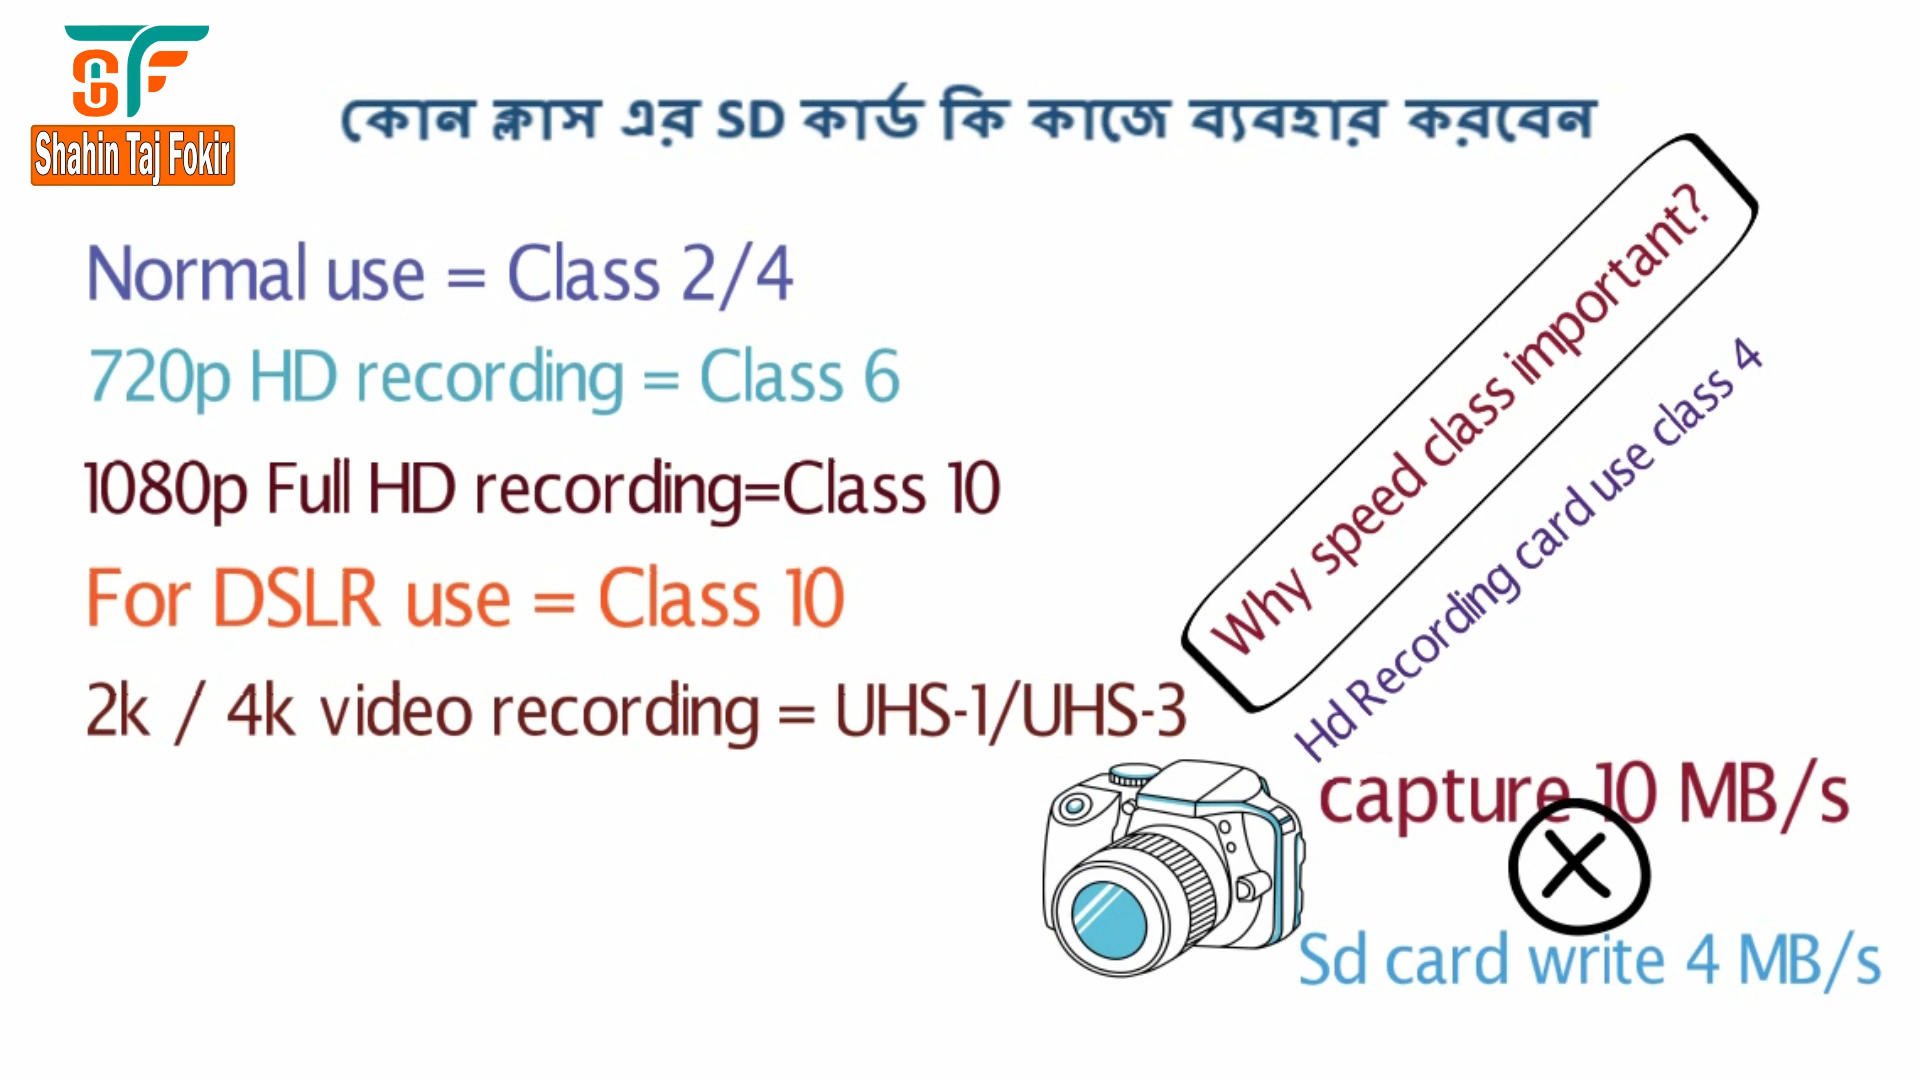 STF
Shahin Taj Fokir
কোন ক্লাস এর SD কার্ড কি কাজে ব্যবহার করবেন
Normal use = Class 2/4
720p HD recording = Class 6
1080p Full HD recording=Class 10
For DSLR use = Class 10
2k / 4k video recording = UHS-1/UHS-3
Why speed class important?
Hd Recording card use class 4
capture 10 MB/s
Sd card write 4 MB/s